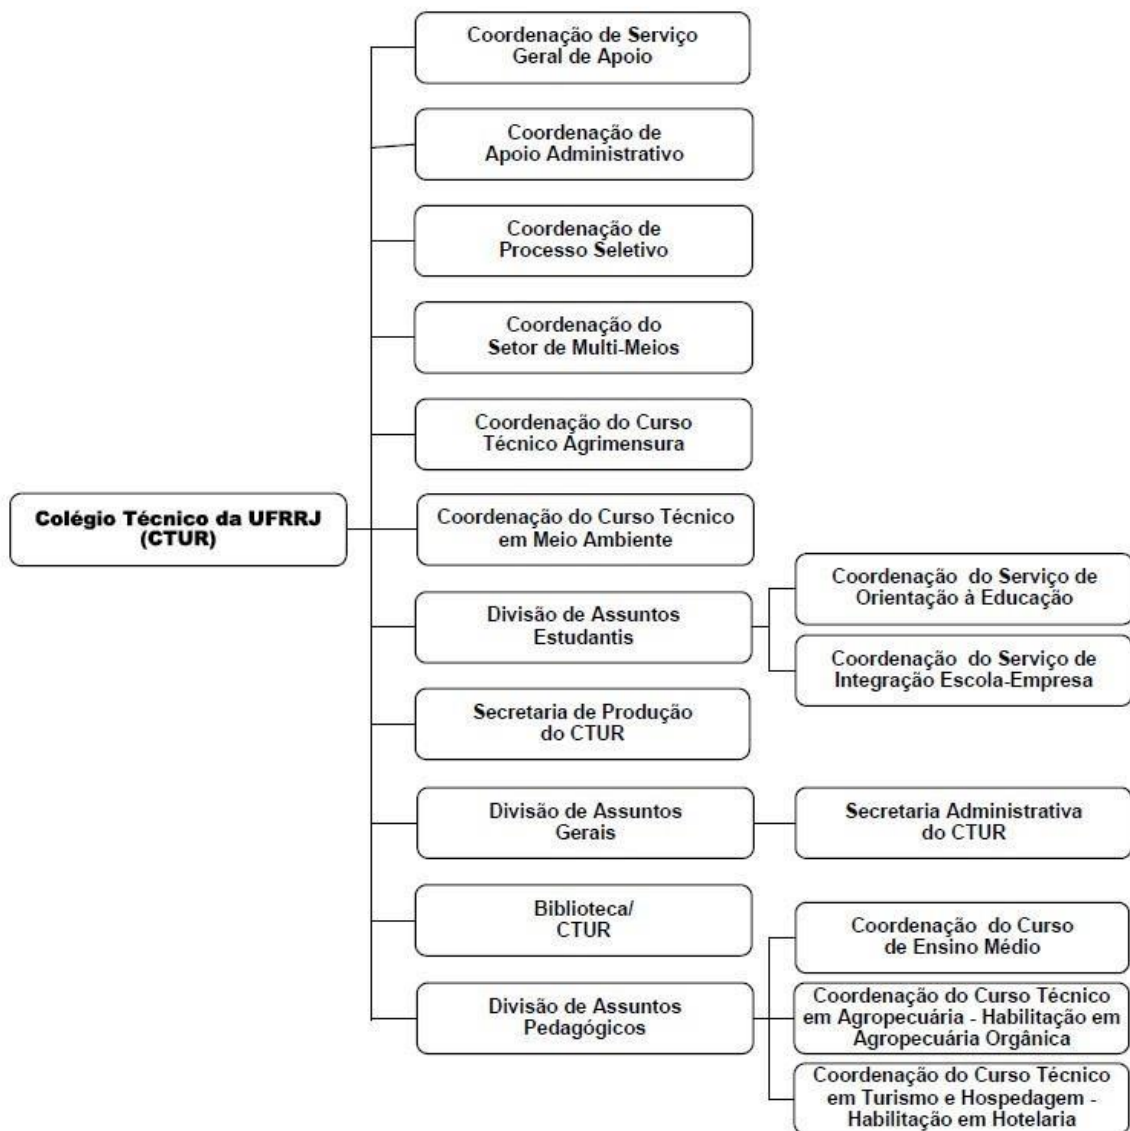 Coordenação de Serviço
Geral de Apoio
Coordenação de
Apoio Administrativo
Coordenação de
Processo Seletivo
Coordenação do
Setor de Multi-Meios
Coordenação do Curso
Técnico Agrimensura
Colégio Técnico da UFRRJ
(CTUR)
Coordenação do Curso Técnico
em Meio Ambiente
Divisão de Assuntos
Estudantis
Coordenação do Serviço de
Orientação à Educação
Coordenação do Serviço de
Integração Escola-Empresa
Secretaria de Produção
do CTUR
Divisão de Assuntos
Gerais
Secretaria Administrativa
do CTUR
Biblioteca/
CTUR
Divisão de Assuntos
Pedagógicos
Coordenação do Curso
de Ensino Médio
Coordenação do Curso Técnico
em Agropecuária - Habilitação em
Agropecuária Orgânica
Coordenação do Curso Técnico
em Turismo e Hospedagem -
Habilitação em Hotelaria